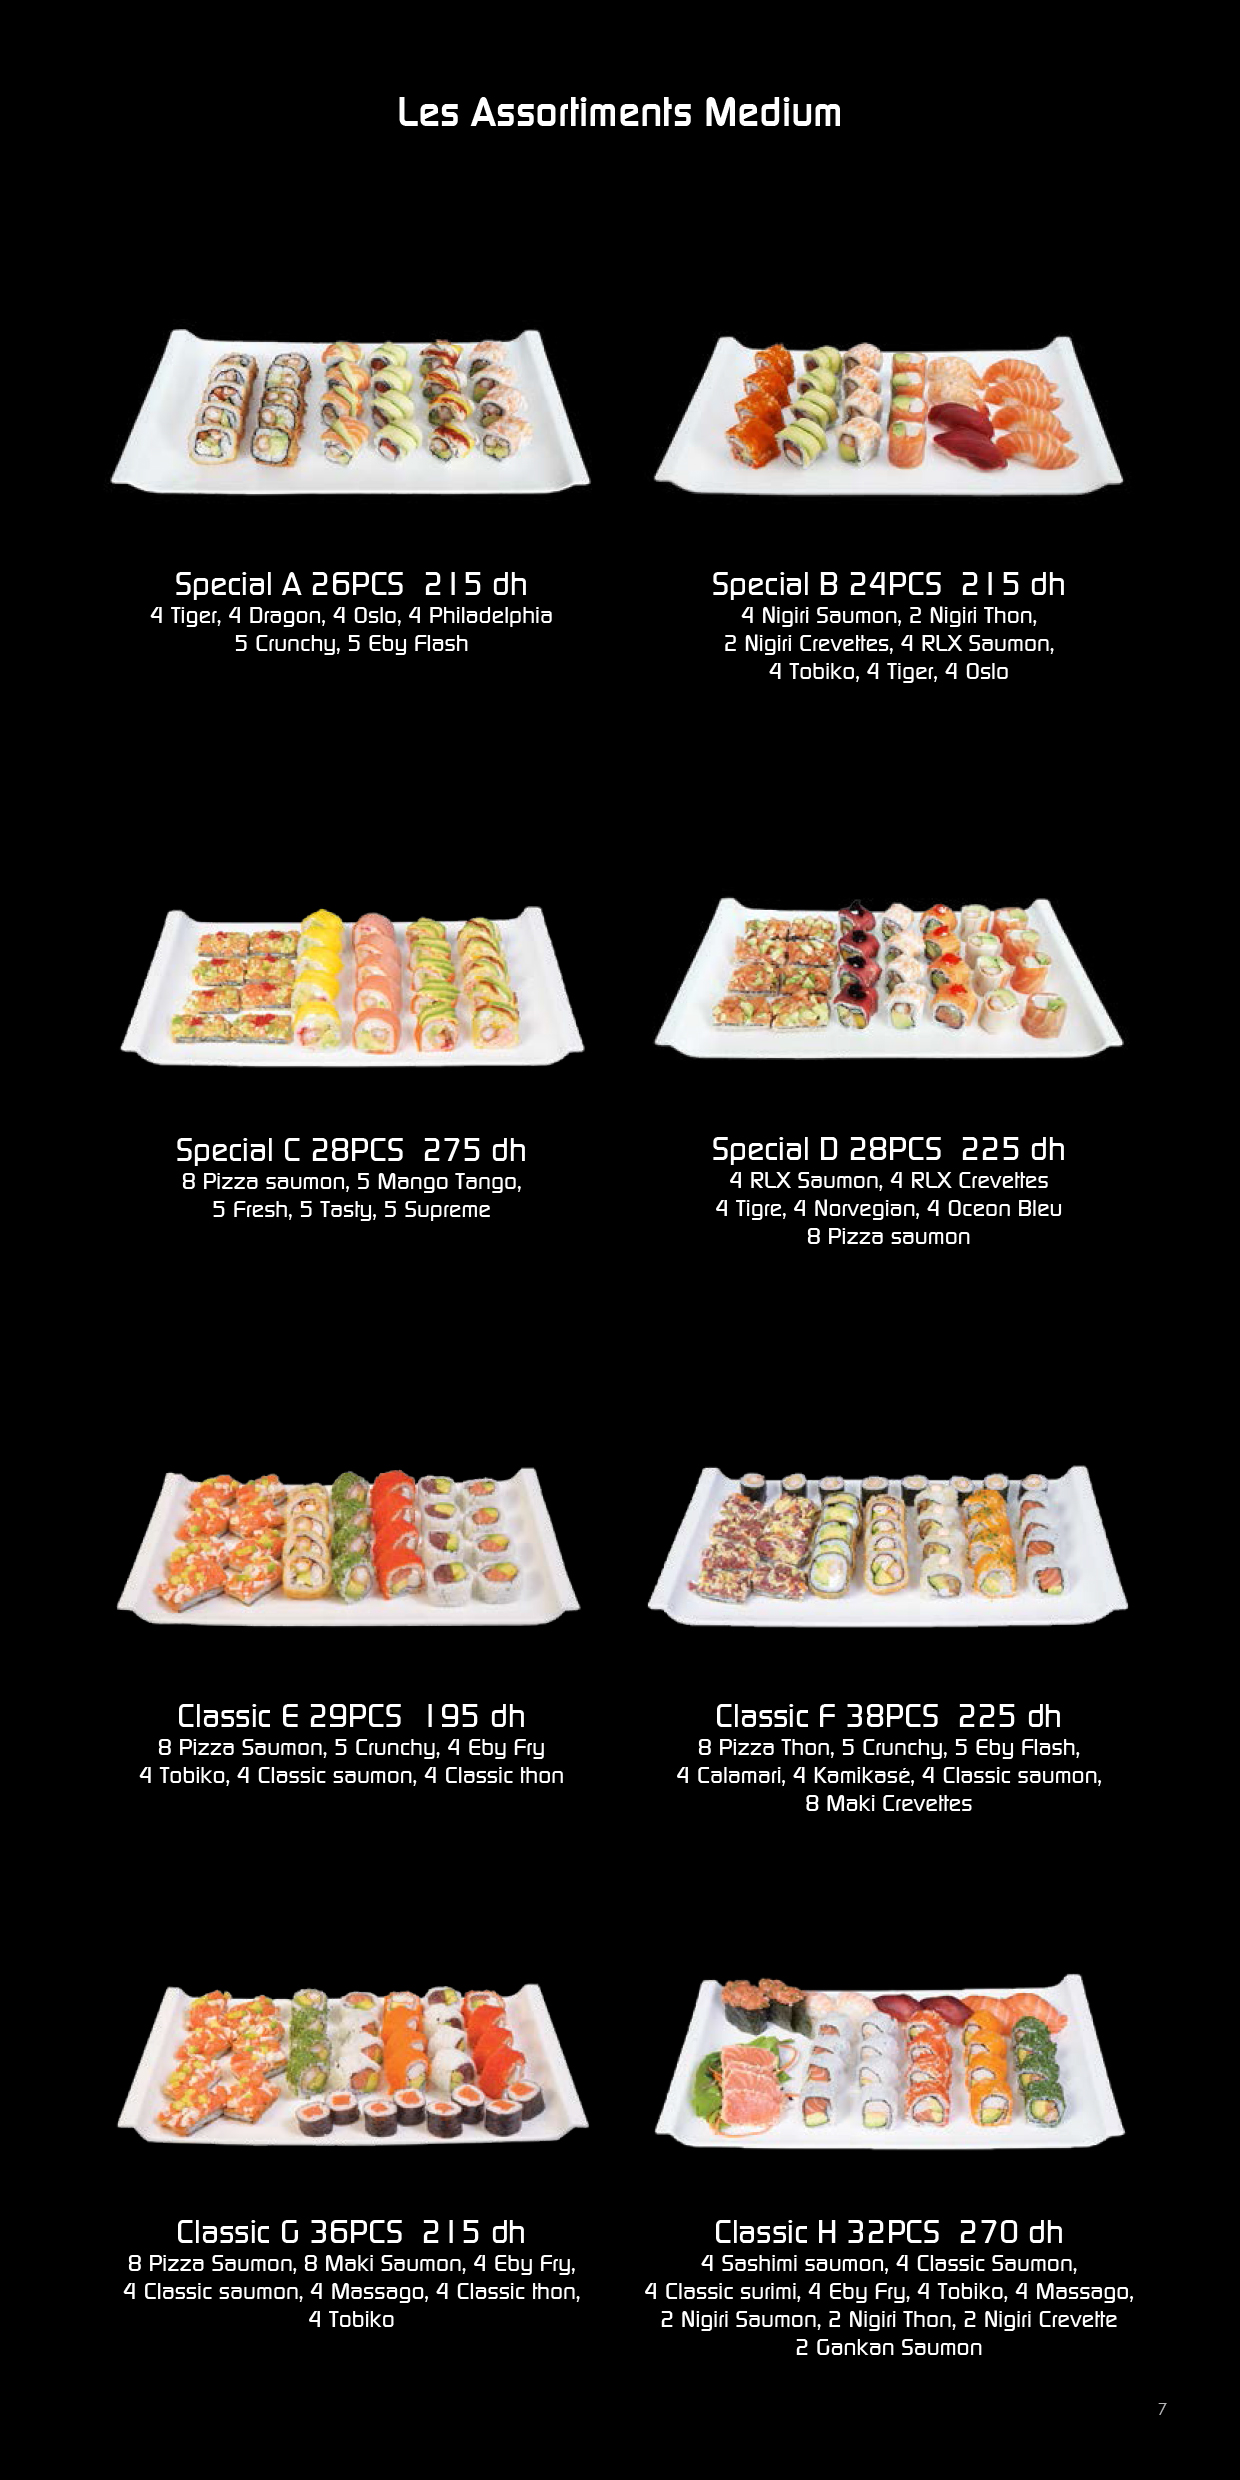 Les Assortiments Medium
Special A 26PCS  215 dh
4 Tiger, 4 Dragon, 4 Oslo, 4 Philadelphia
5 Crunchy, 5 Eby Flash
Special B 24PCS  215 dh
4 Nigiri Saumon, 2 Nigiri Thon,
2 Nigiri Crevettes, 4 RLX Saumon,
4 Tobiko, 4 Tiger, 4 Oslo
Special C 28PCS  275 dh
8 Pizza saumon, 5 Mango Tango,
5 Fresh, 5 Tasty, 5 Supreme
Special D 28PCS  225 dh
4 RLX Saumon, 4 RLX Crevettes
4 Tigre, 4 Norvegian, 4 Oceon Bleu
8 Pizza saumon
Classic E 29PCS  195 dh
8 Pizza Saumon, 5 Crunchy, 4 Eby Fry
4 Tobiko, 4 Classic saumon, 4 Classic thon
Classic F 38PCS  225 dh
8 Pizza Thon, 5 Crunchy, 5 Eby Flash,
4 Calamari, 4 Kamikasé, 4 Classic saumon,
8 Maki Crevettes
Classic G 36PCS  215 dh
8 Pizza Saumon, 8 Maki Saumon, 4 Eby Fry,
4 Classic saumon, 4 Massago, 4 Classic thon,
4 Tobiko
Classic H 32PCS  270 dh
4 Sashimi saumon, 4 Classic Saumon,
4 Classic surimi, 4 Eby Fry, 4 Tobiko, 4 Massago,
2 Nigiri Saumon, 2 Nigiri Thon, 2 Nigiri Crevette
2 Gankan Saumon
7